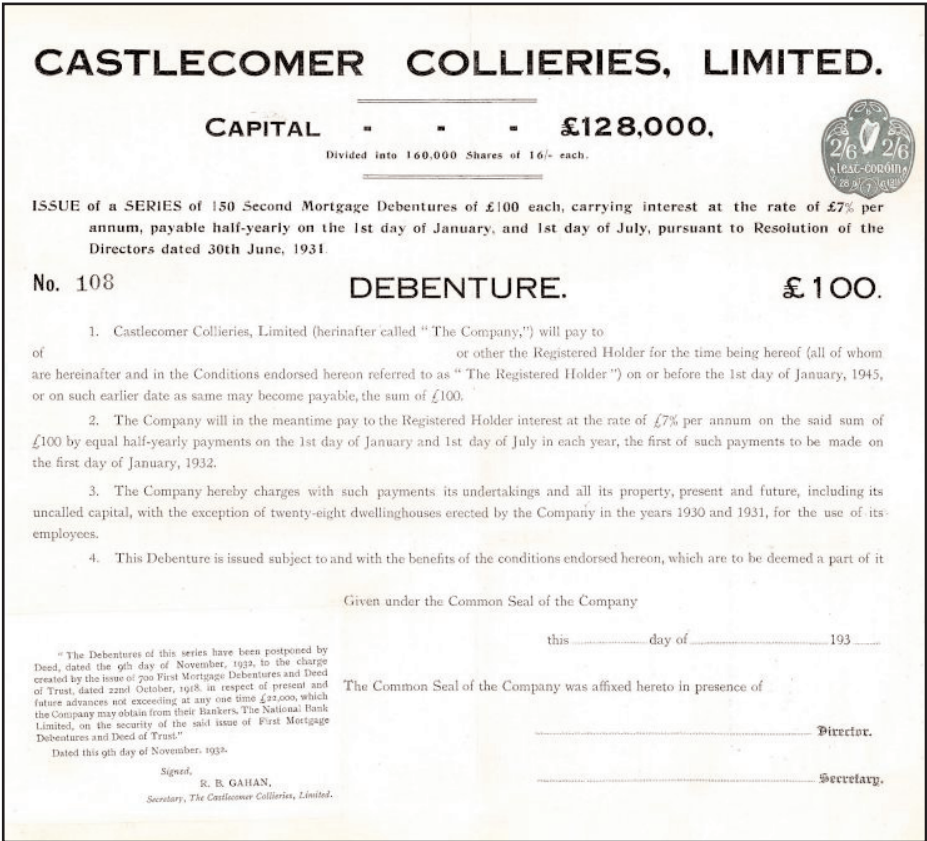 CASTLECOMER COLLIERIES, LIMITED.
CAPITAL - - - £128,000,
Divided into 160,000 Shares of 16/- each.
2/6 2/6
leat-coróin
ISSUE of a SERIES of 150 Second Mortgage Debentures of £100 each, carrying interest at the rate of £7% per
annum, payable half-yearly on the 1st day of January, and 1st day of July, pursuant to Resolution of the
Directors dated 30th June, 1931.
No. 108 DEBENTURE. £100.
1. Castlecomer Collieries, Limited (herinafter called "The Company,") will pay to
of or other the Registered Holder for the time being hereof (all of whom
are hereinafter and in the Conditions endorsed hereon referred to as "The Registered Holder") on or before the 1st day of January, 1945,
or on such earlier date as same may become payable, the sum of £100.
2. The Company will in the meantime pay to the Registered Holder interest at the rate of £7% per annum on the said sum of
£100 by equal half-yearly payments on the 1st day of January and 1st day of July in each year, the first of such payments to be made on
the first day of January, 1932.
3. The Company hereby charges with such payments its undertakings and all its property, present and future, including its
uncalled capital, with the exception of twenty-eight dwellinghouses erected by the Company in the years 1930 and 1931, for the use of its
employees.
4. This Debenture is issued subject to and with the benefits of the conditions endorsed hereon, which are to be deemed a part of it
Given under the Common Seal of the Company
this day of 193
"The Debentures of this series have been postponed by
Deed, dated the 9th day of November, 1932, to the charge
created by the issue of 700 First Mortgage Debentures and Deed
of Trust, dated 22nd October, 1918, in respect of present and
future advances not exceeding at any one time £22,000, which
the Company may obtain from their Bankers, The National Bank
Limited, on the security of the said issue of First Mortgage
Debentures and Deed of Trust."
Dated this 9th day of November, 1932.
Signed,
R. B. GAHAN,
Secretary, The Castlecomer Collieries, Limited.
The Common Seal of the Company was affixed hereto in presence of
Director.
Secretary.